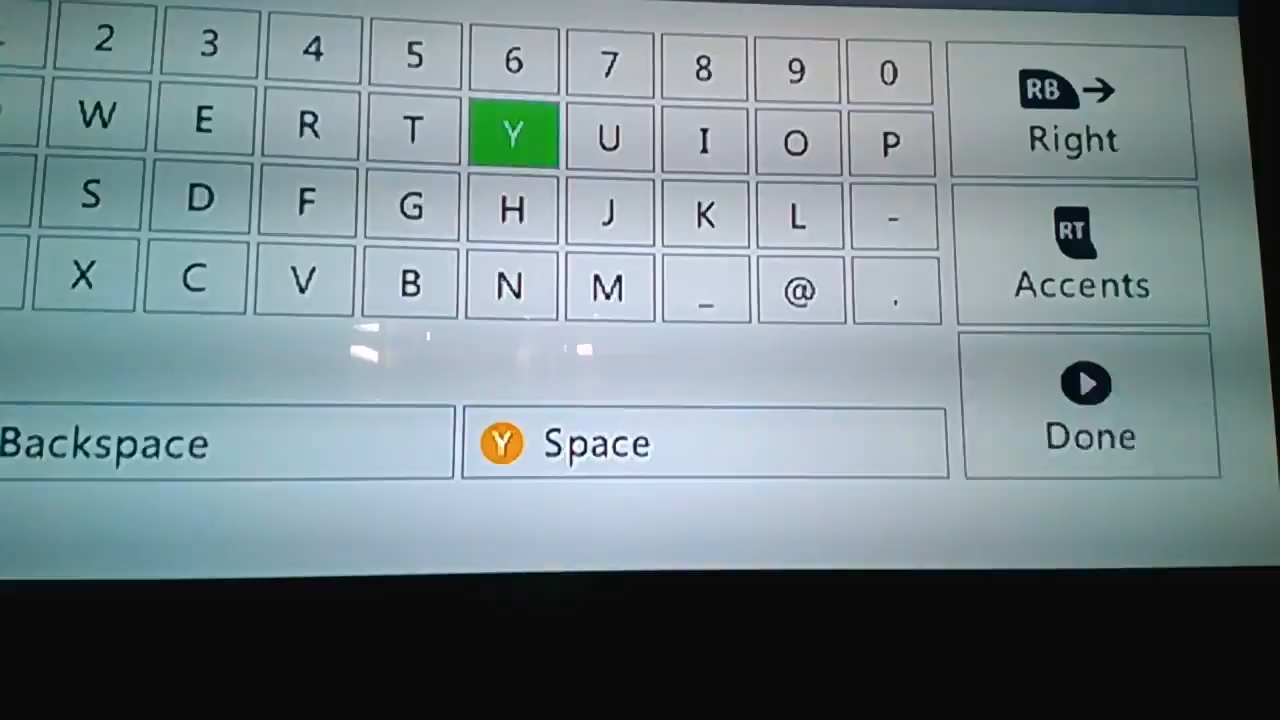 2 3 4 5 6 7 8 9 0
W E R T Y U I O P
S D F G H J K L -
X C V B N M _ @ .
RB
Right
RT
Accents
Backspace
Y Space
Done